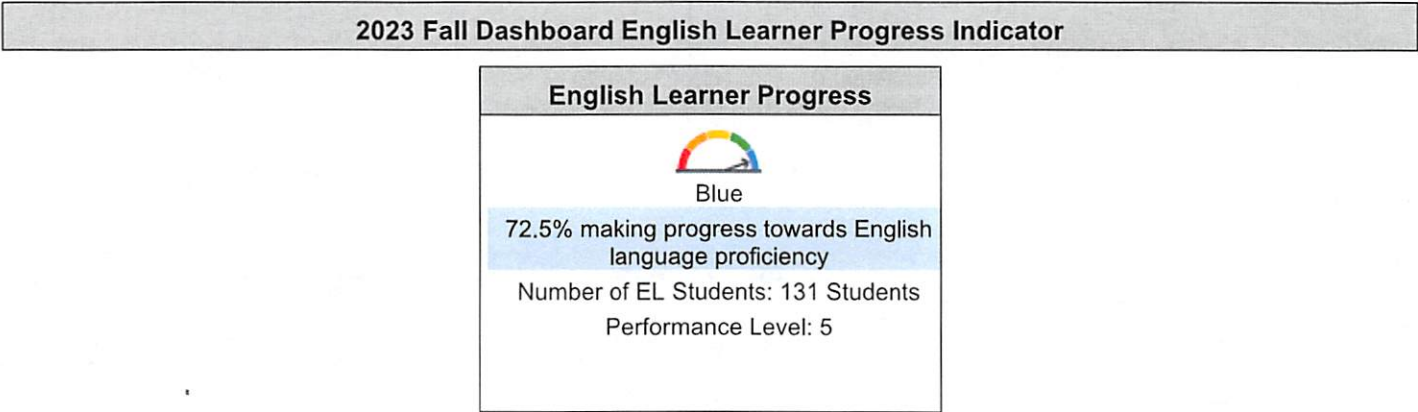 2023 Fall Dashboard English Learner Progress Indicator
English Learner Progress
Blue
72.5% making progress towards English
language proficiency
Number of EL Students: 131 Students
Performance Level: 5